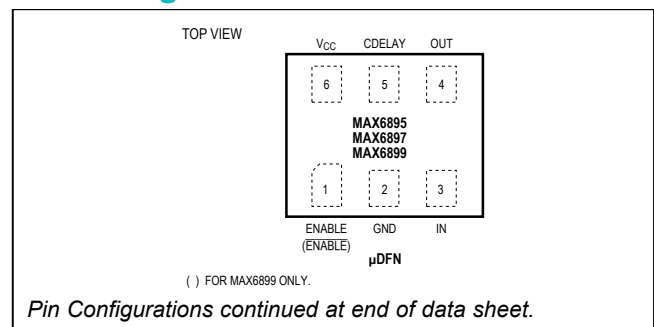 TOP VIEW
VCC CDELAY OUT
6 5 4
MAX6895
MAX6897
MAX6899
1 2 3
ENABLE GND IN
(ENABLE)
µDFN
( ) FOR MAX6899 ONLY.
Pin Configurations continued at end of data sheet.